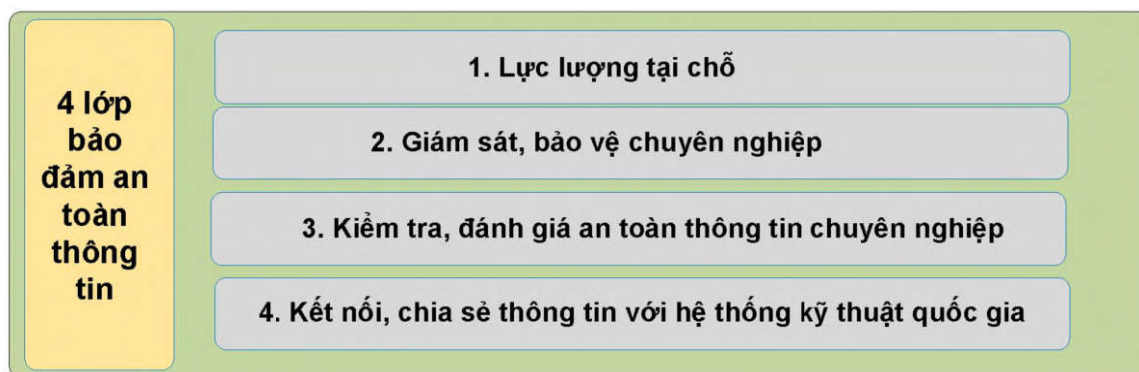 4 lớp
bảo
đảm an
toàn
thông
tin
1. Lực lượng tại chỗ
2. Giám sát, bảo vệ chuyên nghiệp
3. Kiểm tra, đánh giá an toàn thông tin chuyên nghiệp
4. Kết nối, chia sẻ thông tin với hệ thống kỹ thuật quốc gia